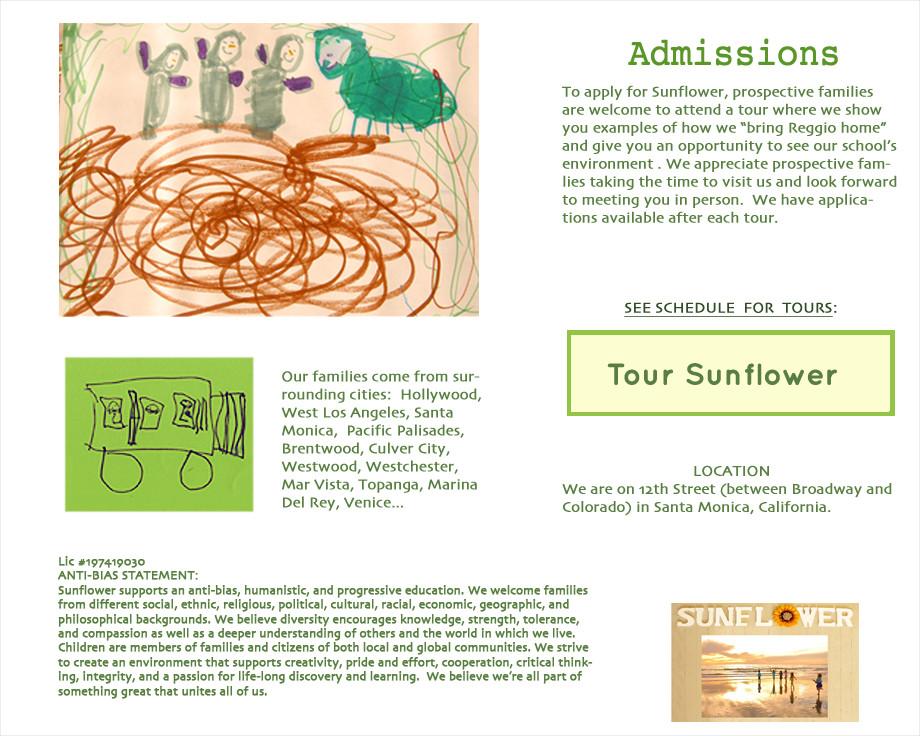 Admissions
To apply for Sunflower, prospective families
are welcome to attend a tour where we show
you examples of how we “bring Reggio home”
and give you an opportunity to see our school’s
environment . We appreciate prospective fam-
lies taking the time to visit us and look forward
to meeting you in person.  We have applica-
tions available after each tour.
SEE SCHEDULE  FOR  TOURS:
Tour Sunflower
Our families come from sur-
rounding cities:  Hollywood,
West Los Angeles, Santa
Monica,  Pacific Palisades,
Brentwood, Culver City,
Westwood, Westchester,
Mar Vista, Topanga, Marina
Del Rey, Venice...
LOCATION
We are on 12th Street (between Broadway and
Colorado) in Santa Monica, California.
Lic #197419030
ANTI-BIAS STATEMENT:
Sunflower supports an anti-bias, humanistic, and progressive education. We welcome families
from different social, ethnic, religious, political, cultural, racial, economic, geographic, and
philosophical backgrounds. We believe diversity encourages knowledge, strength, tolerance,
and compassion as well as a deeper understanding of others and the world in which we live.
Children are members of families and citizens of both local and global communities. We strive
to create an environment that supports creativity, pride and effort, cooperation, critical think-
ing, integrity, and a passion for life-long discovery and learning.  We believe we’re all part of
something great that unites all of us.
SUNFLOWER